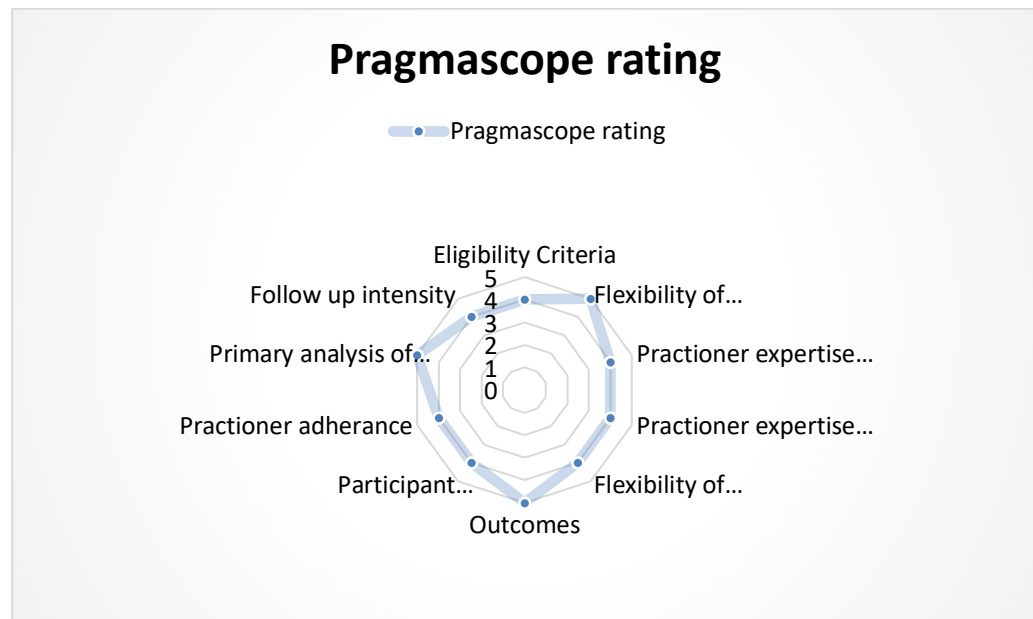 Pragmascope rating
Pragmascope rating
Eligibility Criteria
Flexibility of...
Practioner expertise...
Practioner expertise...
Flexibility of...
Outcomes
Participant...
Practioner adherance
Primary analysis of...
Follow up intensity
5
4
3
2
1
0